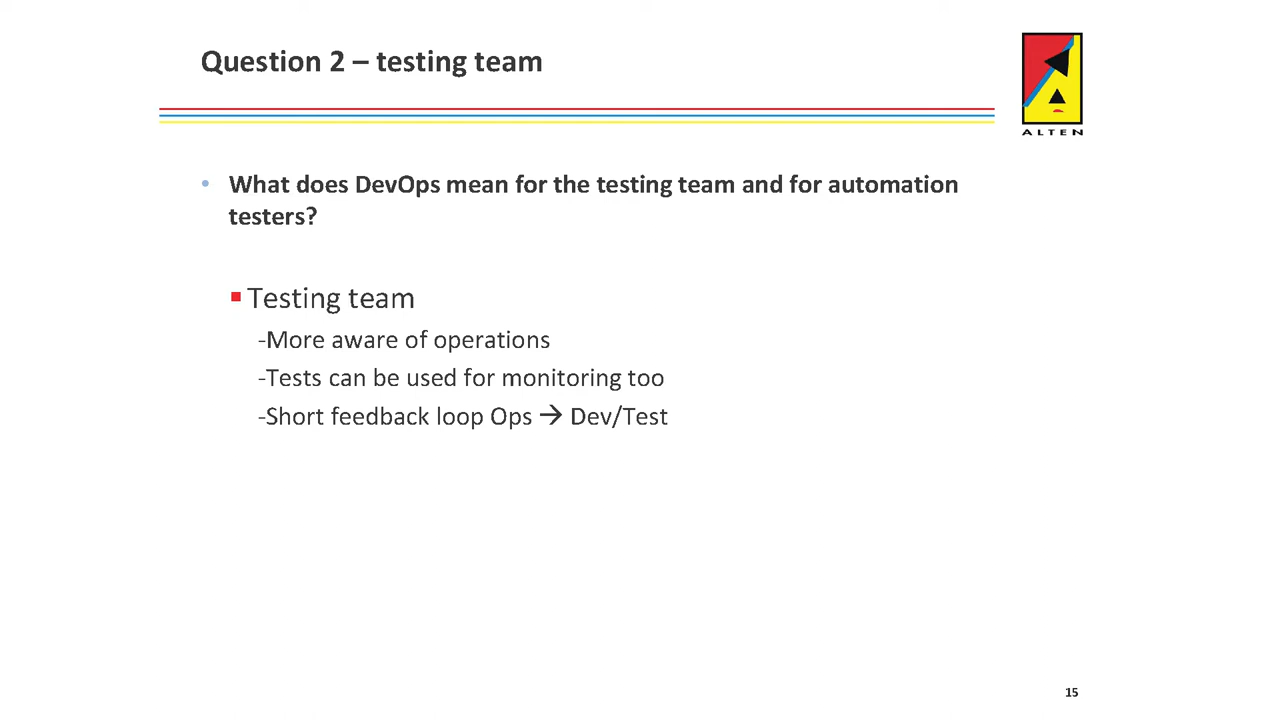 Question 2 – testing team
ALTEN
• What does DevOps mean for the testing team and for automation
testers?
▪ Testing team
-More aware of operations
-Tests can be used for monitoring too
-Short feedback loop Ops → Dev/Test
15